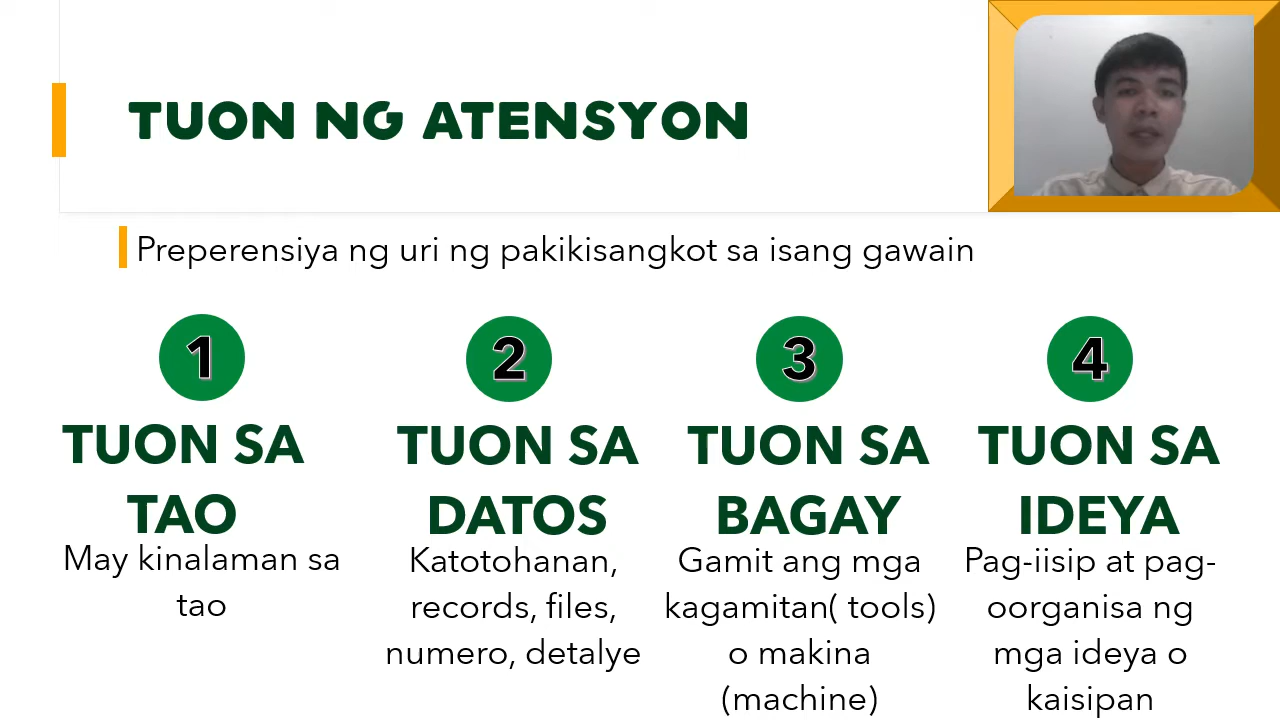 TUON NG ATENSYON
Preperensiya ng uri ng pakikisangkot sa isang gawain
1
TUON SA
TAO
May kinalaman sa
tao
2
TUON SA
DATOS
Katotohanan,
records, files,
numero, detalye
3
TUON SA
BAGAY
Gamit ang mga
kagamitan( tools)
o makina
(machine)
4
TUON SA
IDEYA
Pag-iisip at pag-
oorganisa ng
mga ideya o
kaisipan